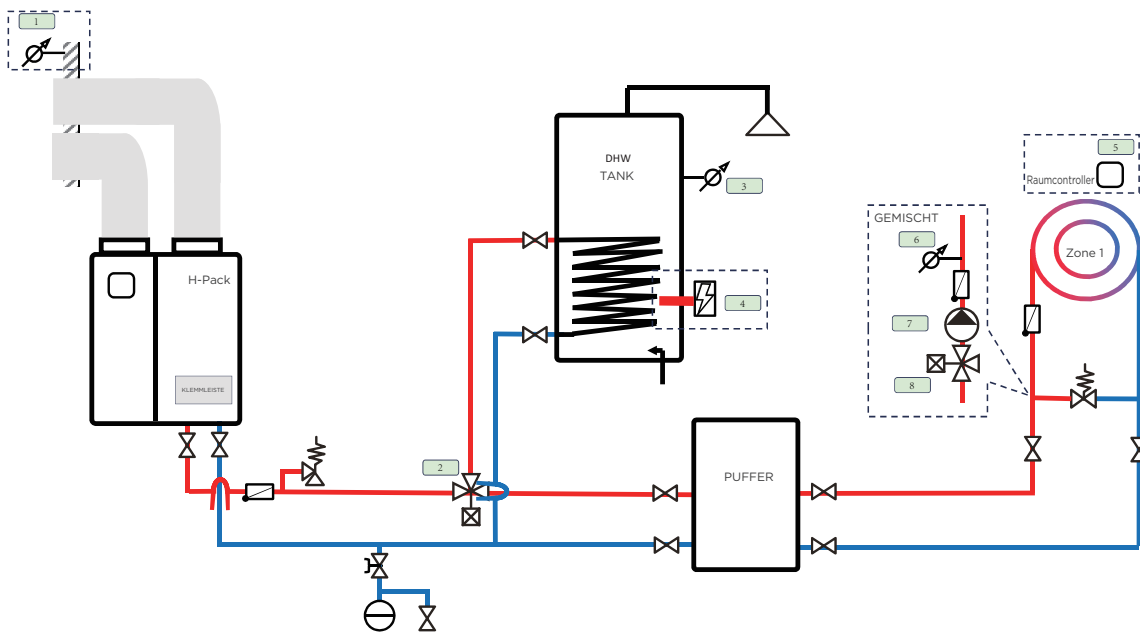 1
H-Pack
KLEMMLEISTE
2
DHW
TANK
3
4
PUFFER
5
Raumcontroller
GEMISCHT
6
7
8
Zone 1